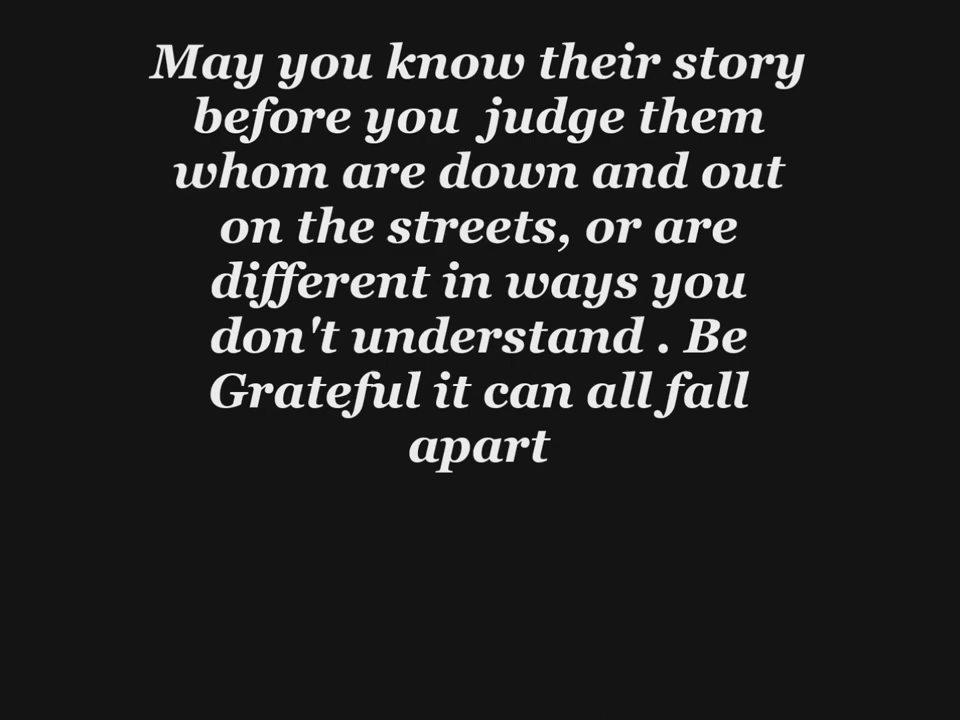 May you know their story
before you  judge them
whom are down and out
on the streets, or are
different in ways you
don't understand . Be
Grateful it can all fall
apart